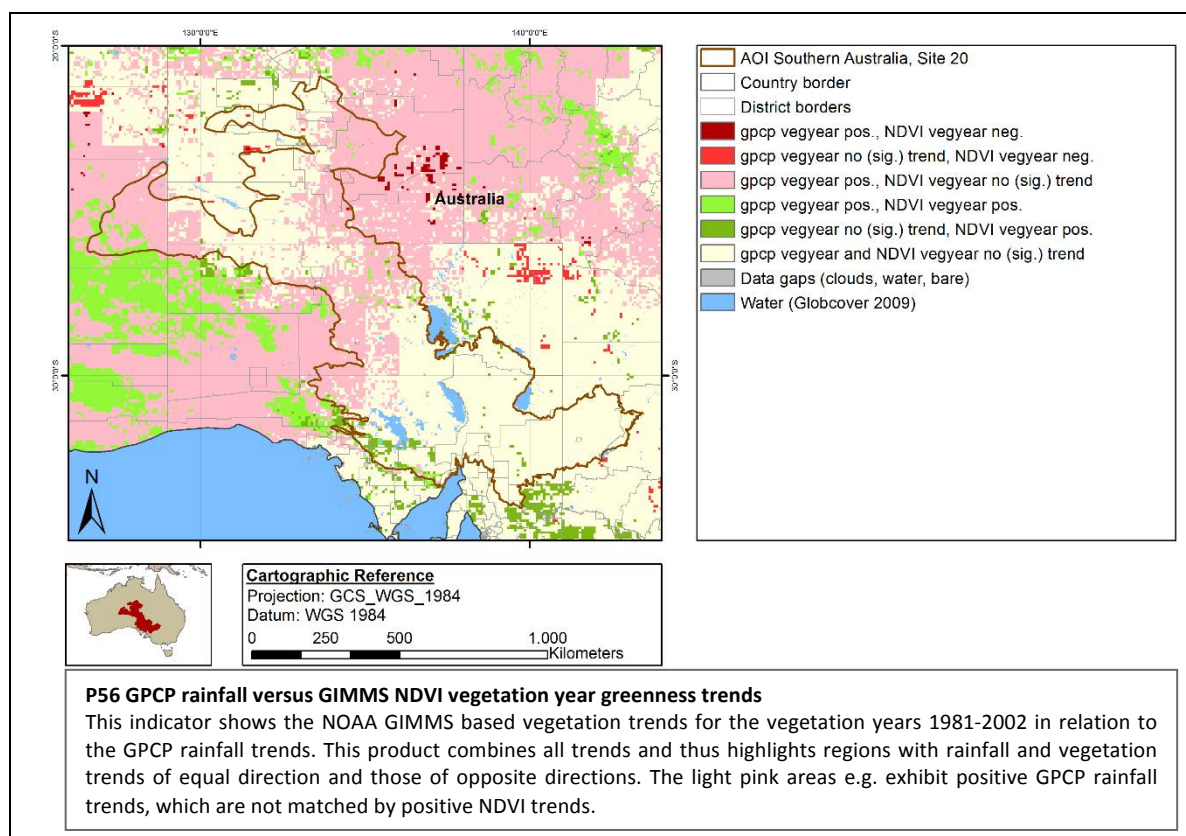 130°0'0"E
140°0'0"E
20°0'0"S
20°0'0"S
Australia
30°0'0"S
30°0'0"S
N
AOI Southern Australia, Site 20
Country border
District borders
gpcp vegyear pos., NDVI vegyear neg.
gpcp vegyear no (sig.) trend, NDVI vegyear neg.
gpcp vegyear pos., NDVI vegyear no (sig.) trend
gpcp vegyear pos., NDVI vegyear pos.
gpcp vegyear no (sig.) trend, NDVI vegyear pos.
gpcp vegyear and NDVI vegyear no (sig.) trend
Data gaps (clouds, water, bare)
Water (Globcover 2009)
Cartographic Reference
Projection: GCS_WGS_1984
Datum: WGS 1984
0 250 500 1.000
Kilometers
P56 GPCP rainfall versus GIMMS NDVI vegetation year greenness trends
This indicator shows the NOAA GIMMS based vegetation trends for the vegetation years 1981-2002 in relation to
the GPCP rainfall trends. This product combines all trends and thus highlights regions with rainfall and vegetation
trends of equal direction and those of opposite directions. The light pink areas e.g. exhibit positive GPCP rainfall
trends, which are not matched by positive NDVI trends.